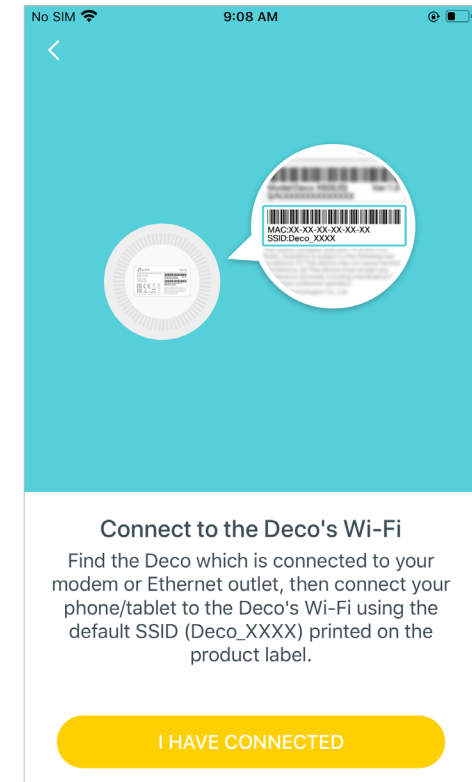 No SIM
9:08 AM
MAC:XX-XX-XX-XX-XX-XX
SSID:Deco_XXXX
Connect to the Deco's Wi-Fi
Find the Deco which is connected to your
modem or Ethernet outlet, then connect your
phone/tablet to the Deco's Wi-Fi using the
default SSID (Deco_XXXX) printed on the
product label.
I HAVE CONNECTED